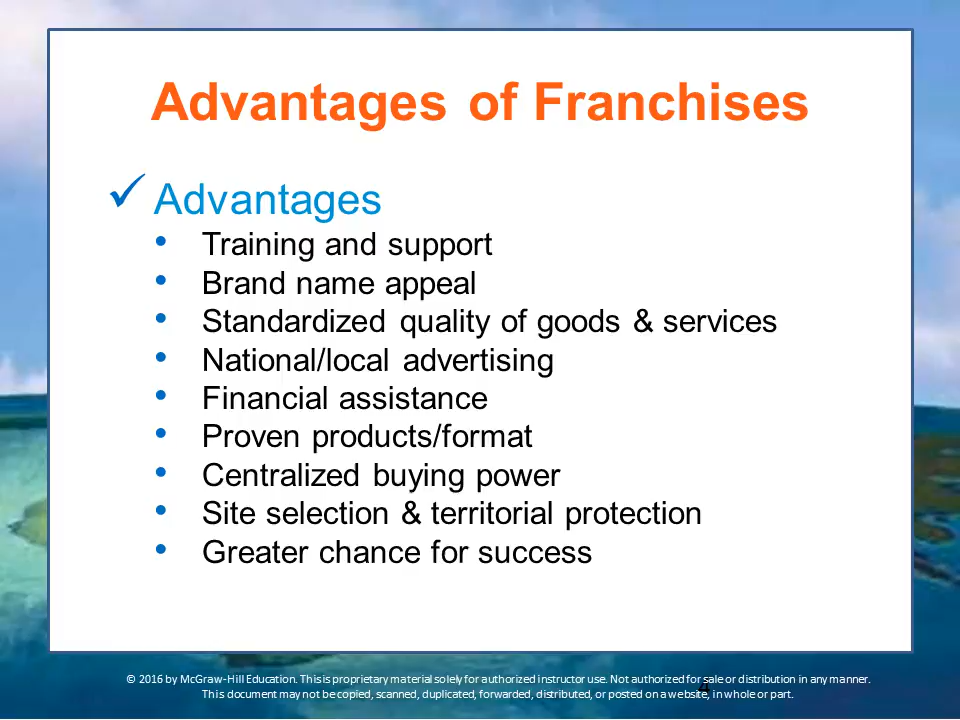 Advantages of Franchises
✓ Advantages
• Training and support
• Brand name appeal
• Standardized quality of goods & services
• National/local advertising
• Financial assistance
• Proven products/format
• Centralized buying power
• Site selection & territorial protection
• Greater chance for success
© 2016 by McGraw-Hill Education. This is proprietary material solely for authorized instructor use. Not authorized for sale or distribution in any manner.
This document may not be copied, scanned, duplicated, forwarded, distributed, or posted on a website, in whole or part.
4